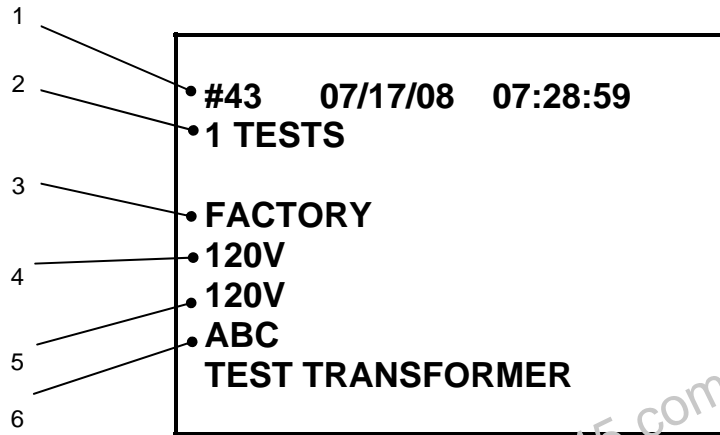 1
#43 07/17/08 07:28:59
2
1 TESTS
3
FACTORY
4
120V
5
120V
6
ABC
TEST TRANSFORMER